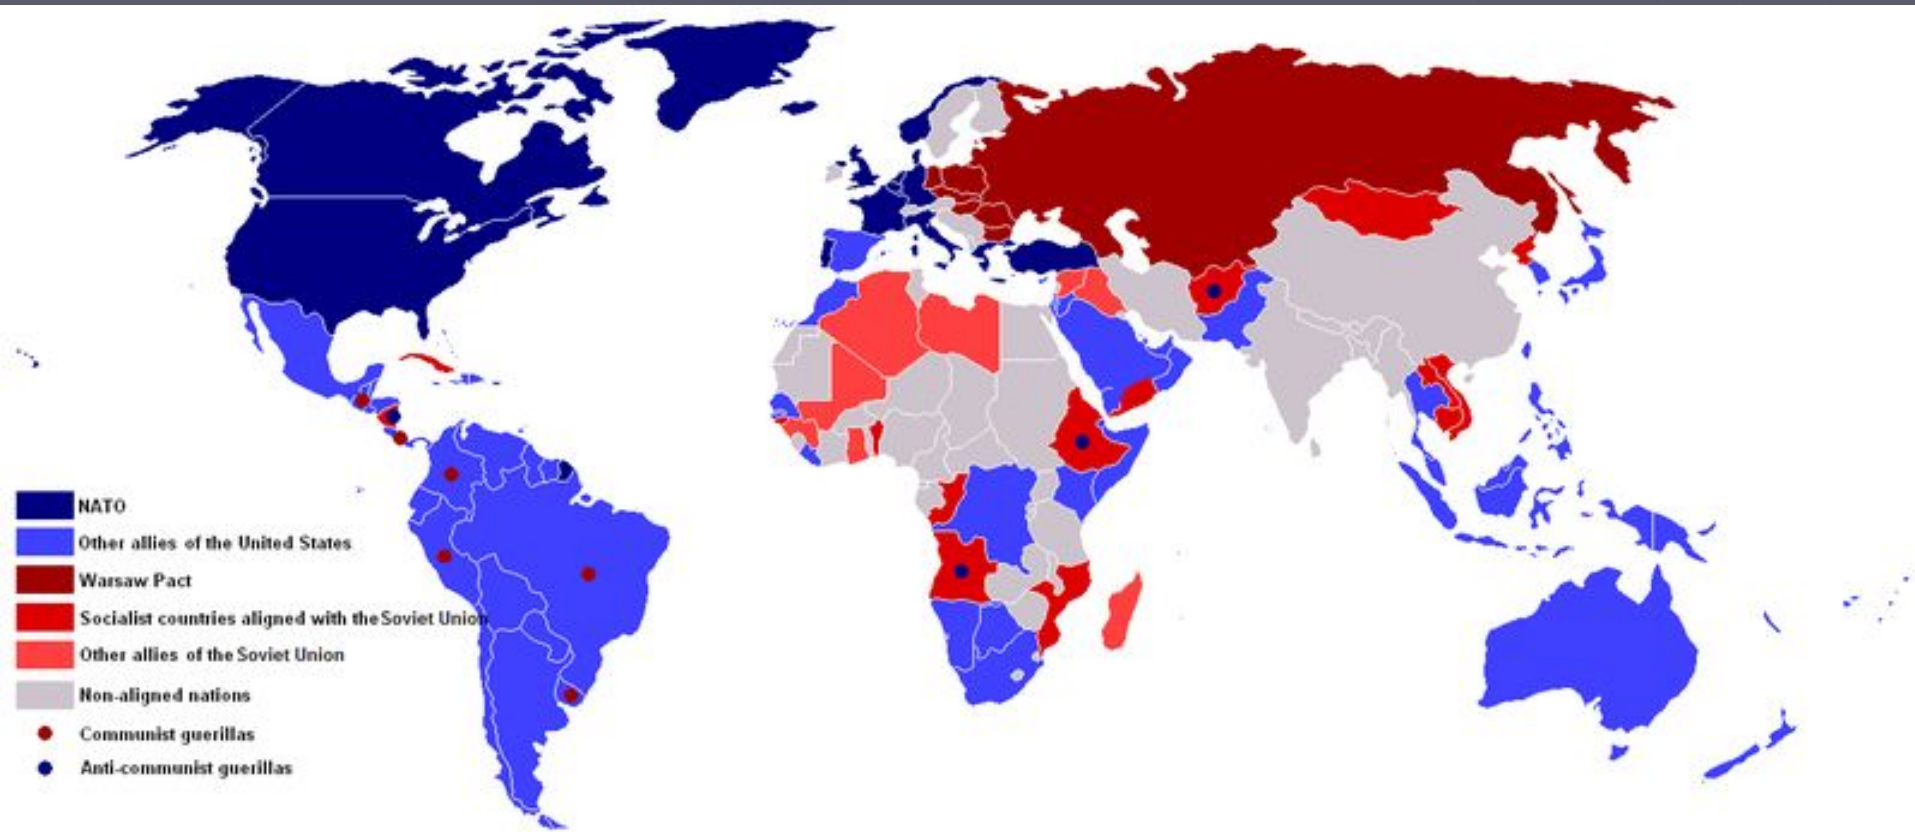 NATO
Other allies of the United States
Warsaw Pact
Socialist countries aligned with the Soviet Union
Other allies of the Soviet Union
Non-aligned nations
Communist guerillas
Anti-communist guerillas